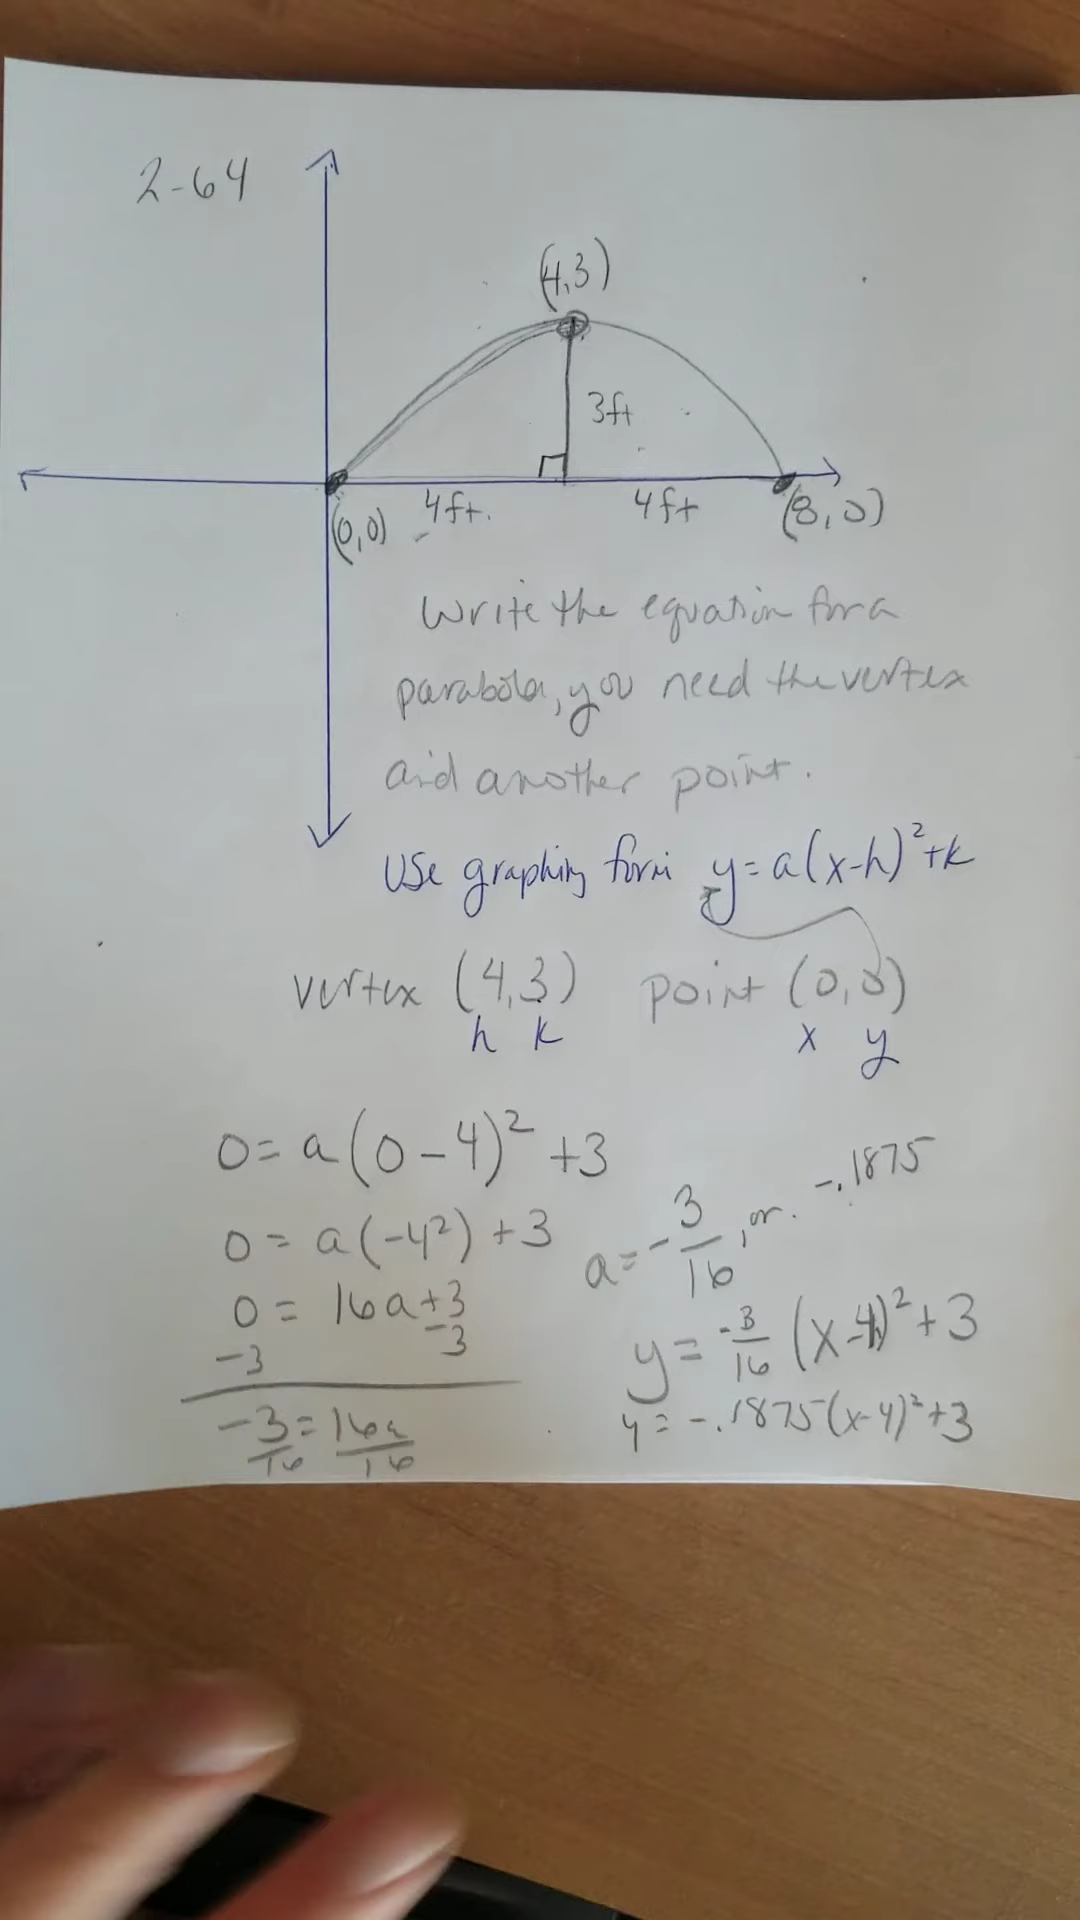 2-64
(4,3)
3ft
(0,0) 4ft. 4ft (8,0)
Write the equation for a
parabola, you need the vertex
and another point.
Use graphing form y=a(x-h)²+k
vertex (4,3) point (0,0)
h k x y
0=a(0-4)²+3
0=a(-4²)+3
0=16a+3
-3 -3
-3=16a
16 16
a=-3/16, or. -.1875
y=-3/16(x-4)²+3
y=-.1875(x-4)²+3